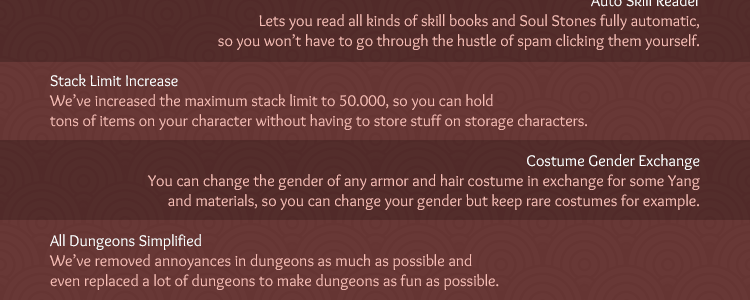 Auto Skill Reader
Lets you read all kinds of skill books and Soul Stones fully automatic,
so you won't have to go through the hustle of spam clicking them yourself.
Stack Limit Increase
We've increased the maximum stack limit to 50.000, so you can hold
tons of items on your character without having to store stuff on storage characters.
Costume Gender Exchange
You can change the gender of any armor and hair costume in exchange for some Yang
and materials, so you can change your gender but keep rare costumes for example.
All Dungeons Simplified
We've removed annoyances in dungeons as much as possible and
even replaced a lot of dungeons to make dungeons as fun as possible.